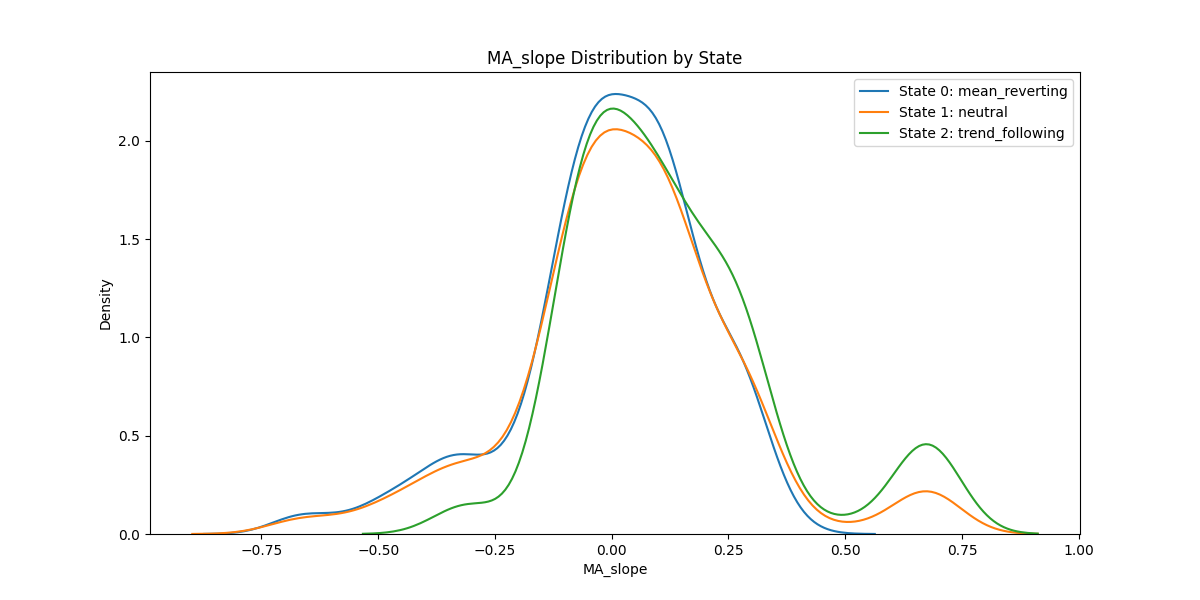 MA_slope Distribution by State
State 0: mean_reverting
State 1: neutral
State 2: trend_following
Density
2.0
1.5
1.0
0.5
0.0
−0.75
−0.50
−0.25
0.00
0.25
0.50
0.75
1.00
MA_slope